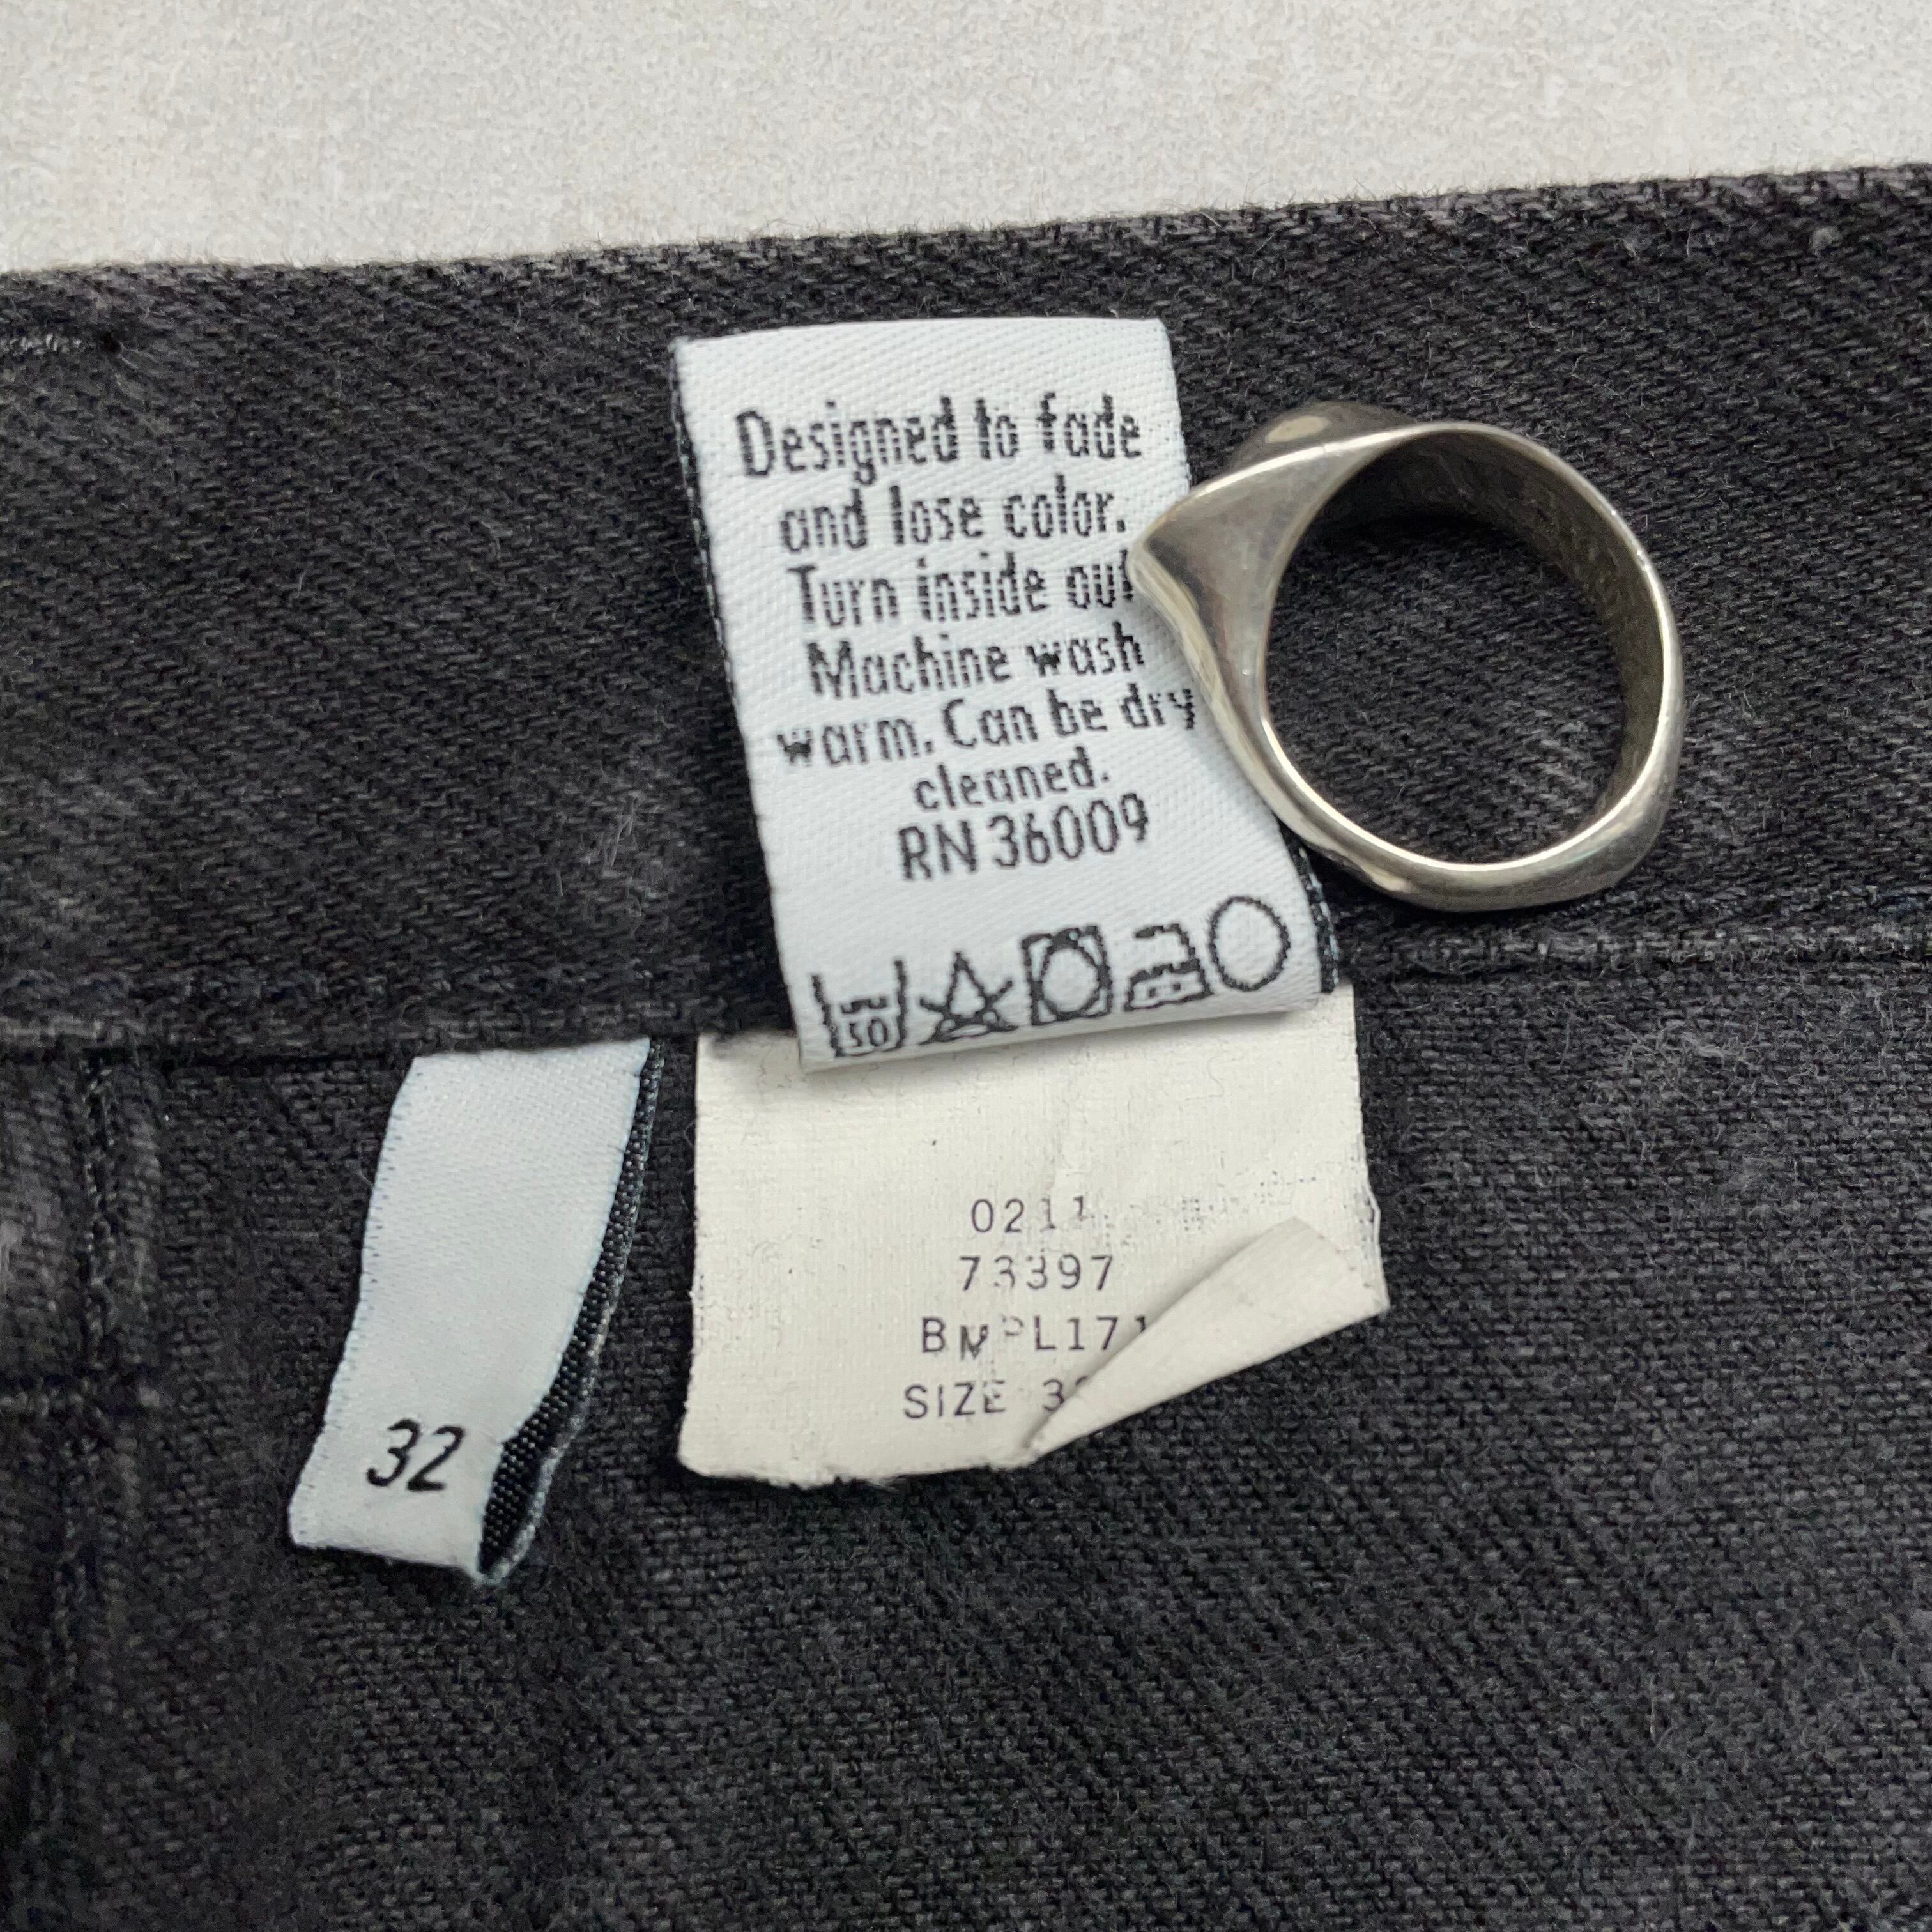 Designed to fade
and lose color.
Turn inside out
Machine wash
warm. Can be dry
cleaned.
RN 36009
50
32
0211
73397
SIZE